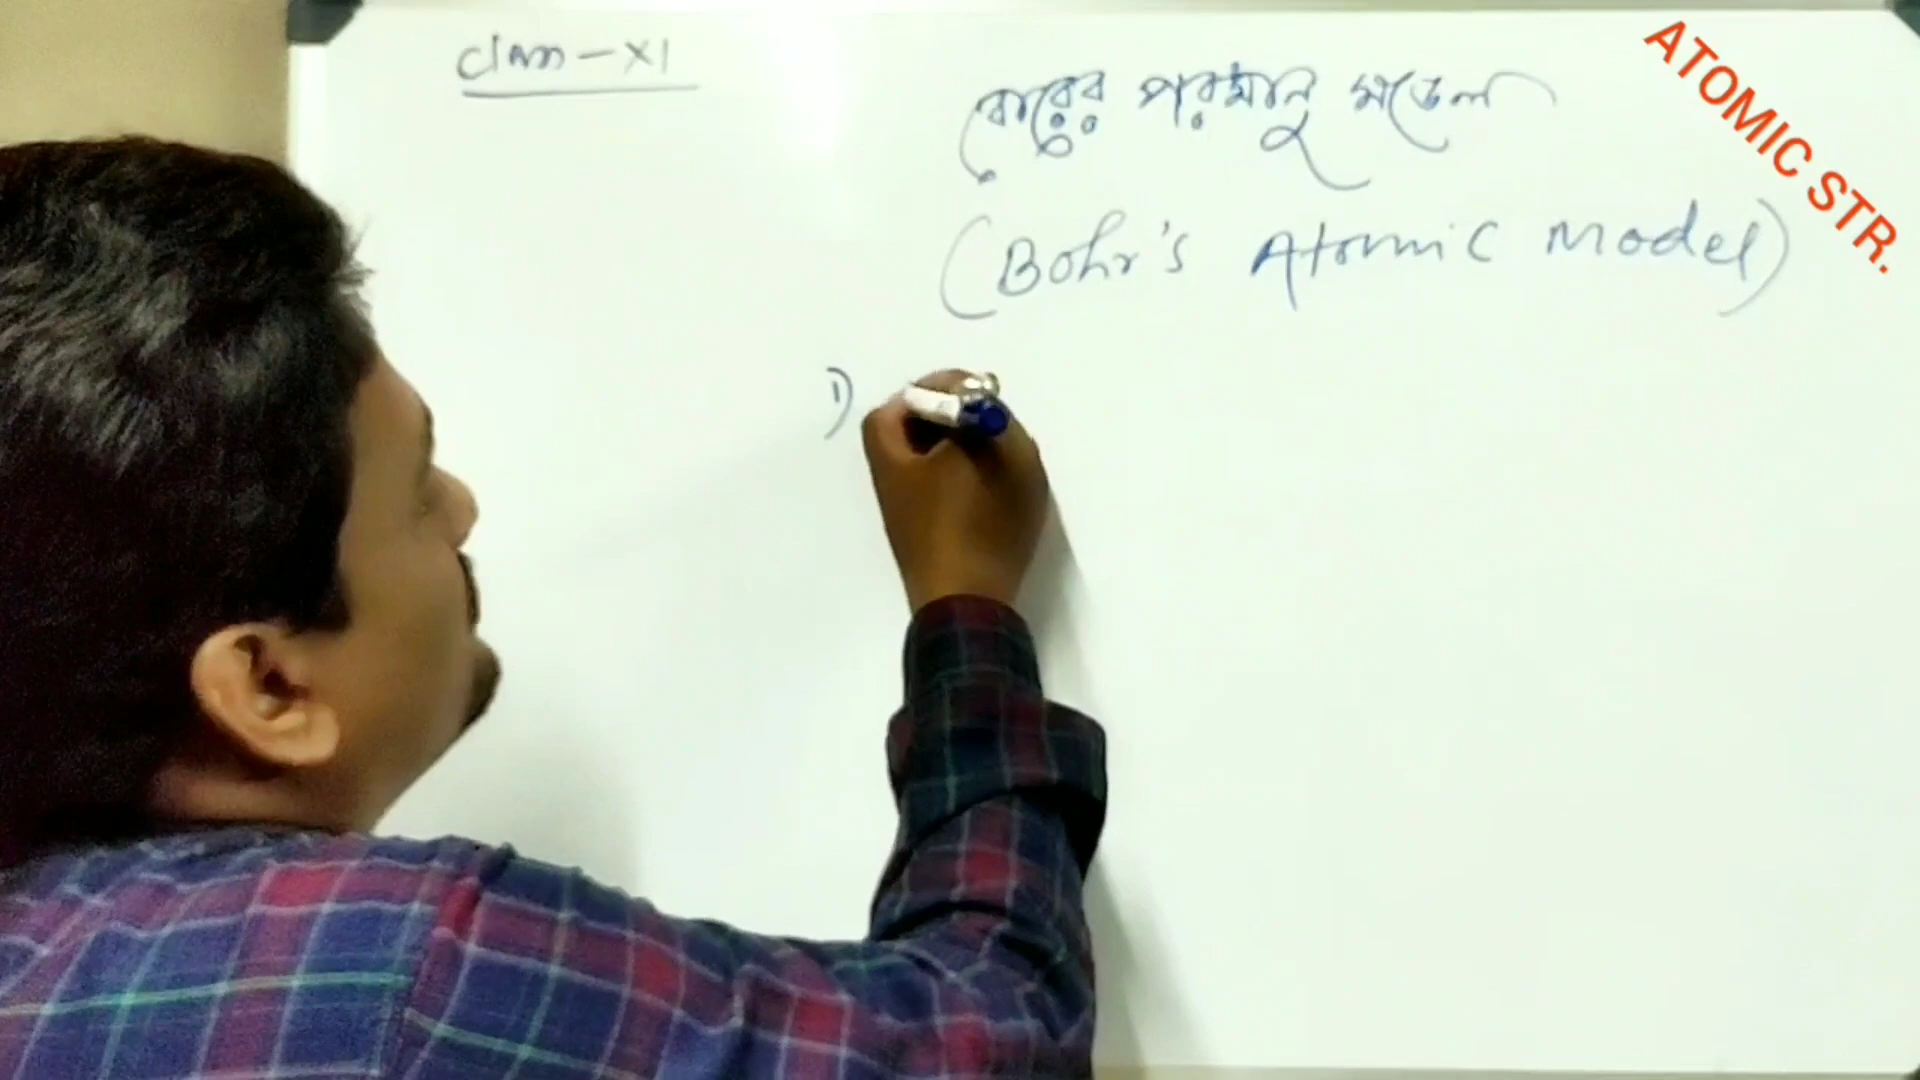 Class - XI
বোরের পরমানু মডেল
(Bohr's Atomic Model)
1)
ATOMIC STR.